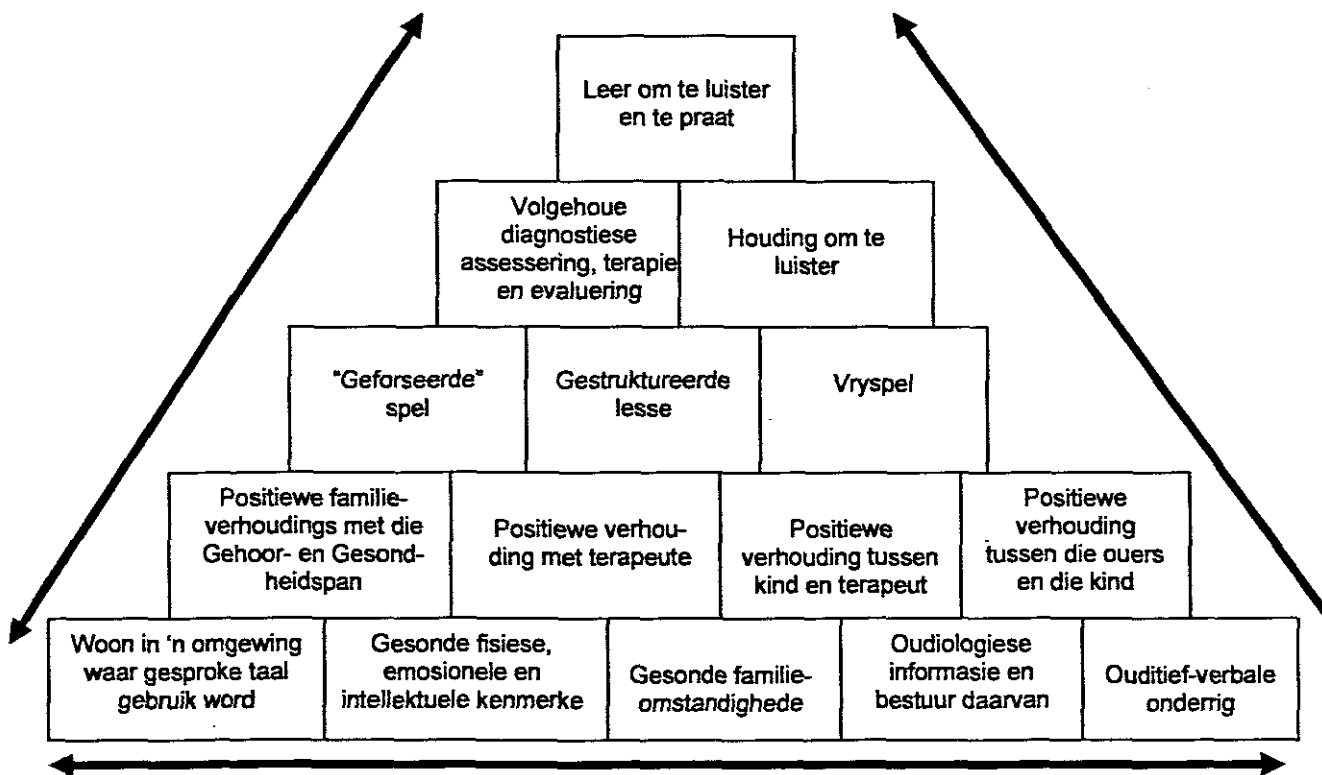 Leer om te luister
en te praat
Volgehoue
diagnostiese
assessering, terapie
en evaluering
Houding om te
luister
"Geforseerde"
spel
Gestruktureerde
lesse
Vryspel
Positiewe familie-
verhoudings met die
Gehoor- en Gesond-
heidspan
Positiewe verhou-
ding met terapeute
Positiewe
verhouding tussen
kind en terapeut
Positiewe
verhouding
tussen die ouers
en die kind
Woon in 'n omgewing
waar gesproke taal
gebruik word
Gesonde fisiese,
emosionele en
intellektuele kenmerke
Gesonde familie-
omstandighede
Oudiologiese
informasie en
bestuur daarvan
Ouditief-verbale
onderrig